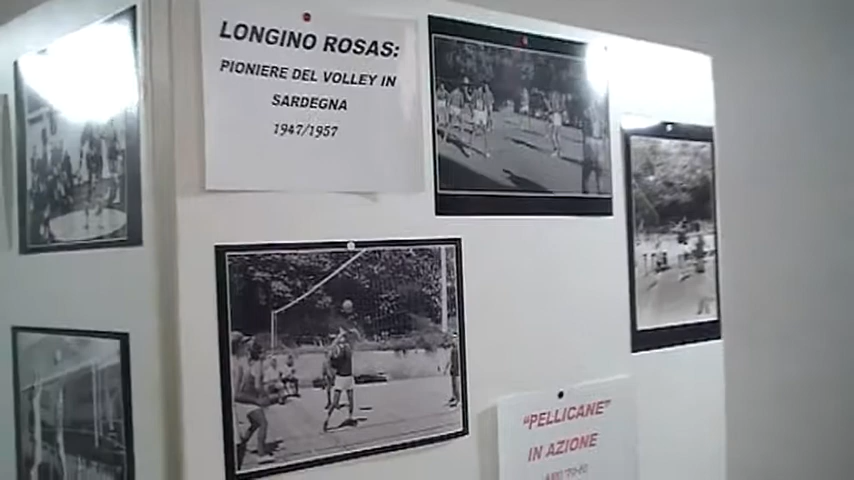 LONGINO ROSAS:
PIONIERE DEL VOLLEY IN
SARDEGNA
1947/1957
"PELLICANE"
IN AZIONE